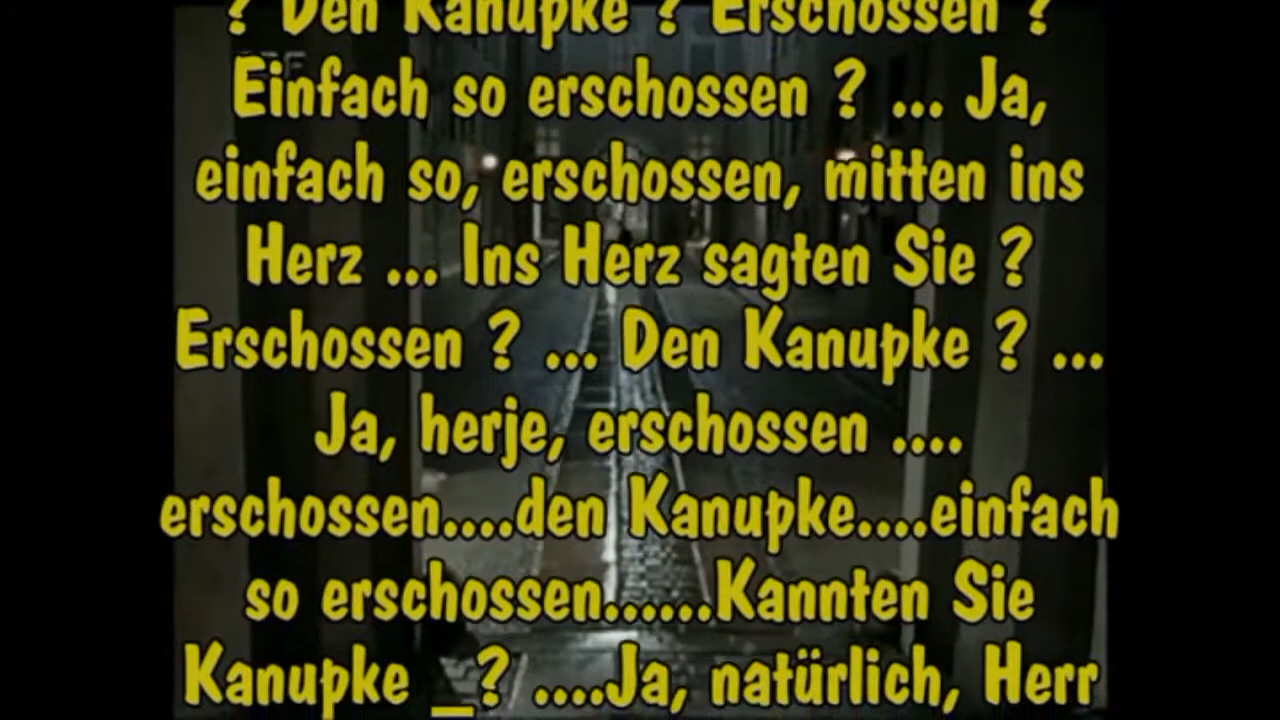 ? Den Kanupke ? Erschossen ?
Einfach so erschossen ? ... Ja,
einfach so, erschossen, mitten ins
Herz ... Ins Herz sagten Sie ?
Erschossen ? ... Den Kanupke ? ...
Ja, herje, erschossen ....
erschossen....den Kanupke....einfach
so erschossen......Kannten Sie
Kanupke _? ....Ja, natürlich, Herr